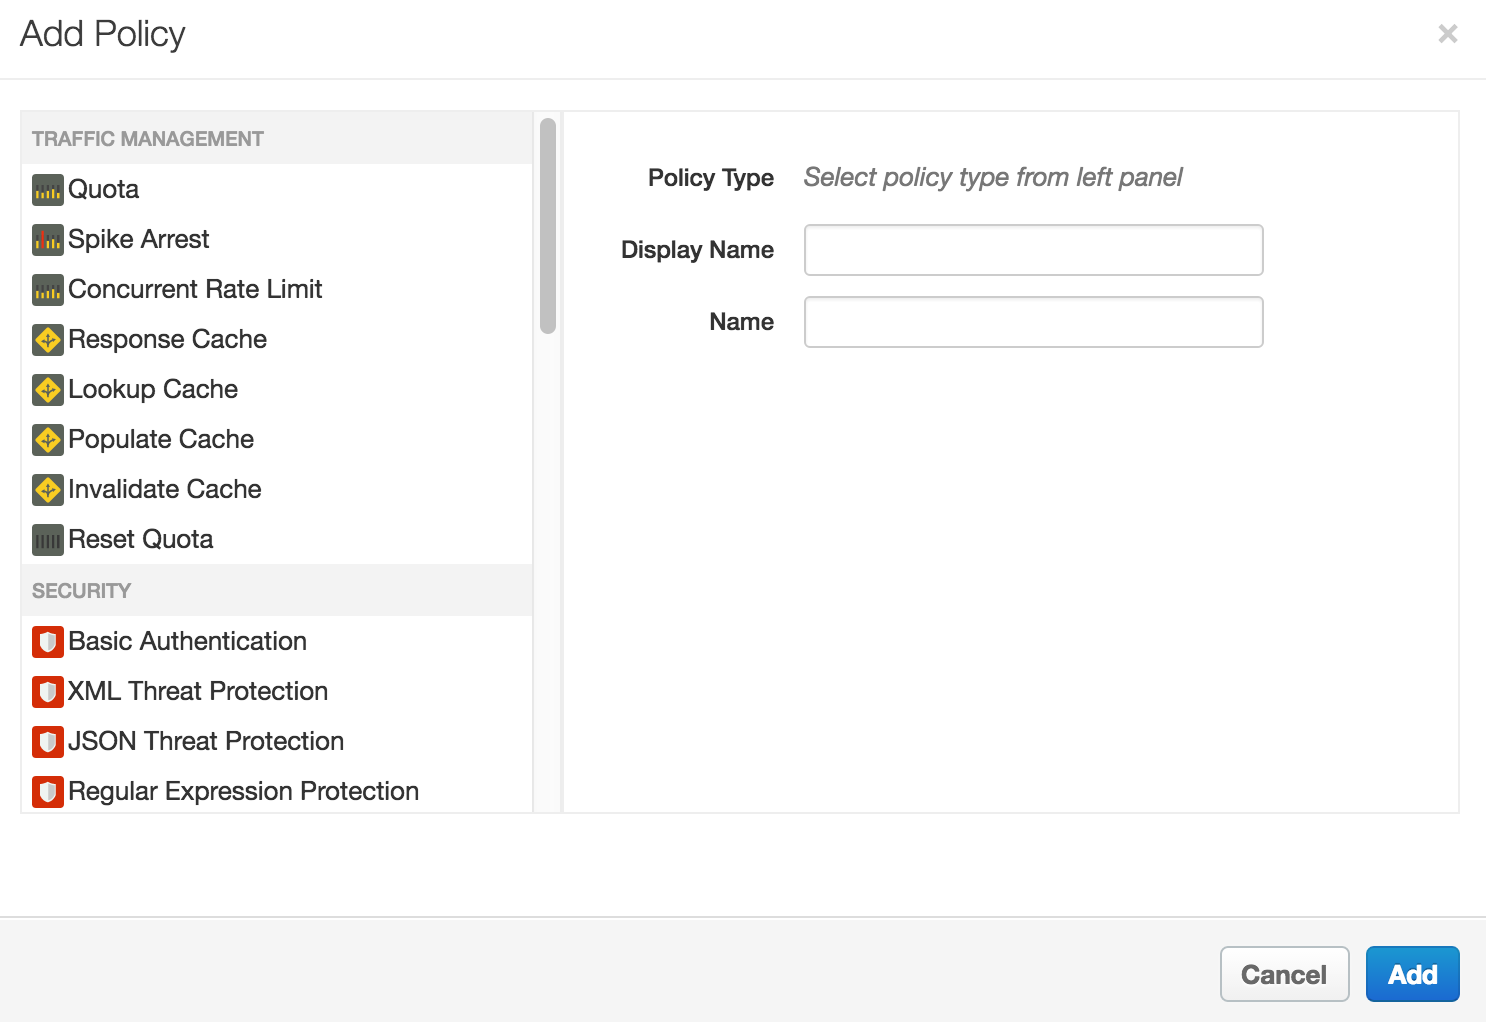 Add Policy
×
TRAFFIC MANAGEMENT
Quota
Spike Arrest
Concurrent Rate Limit
Response Cache
Lookup Cache
Populate Cache
Invalidate Cache
Reset Quota
SECURITY
Basic Authentication
XML Threat Protection
JSON Threat Protection
Regular Expression Protection
Policy Type Select policy type from left panel
Display Name
Name
Cancel Add